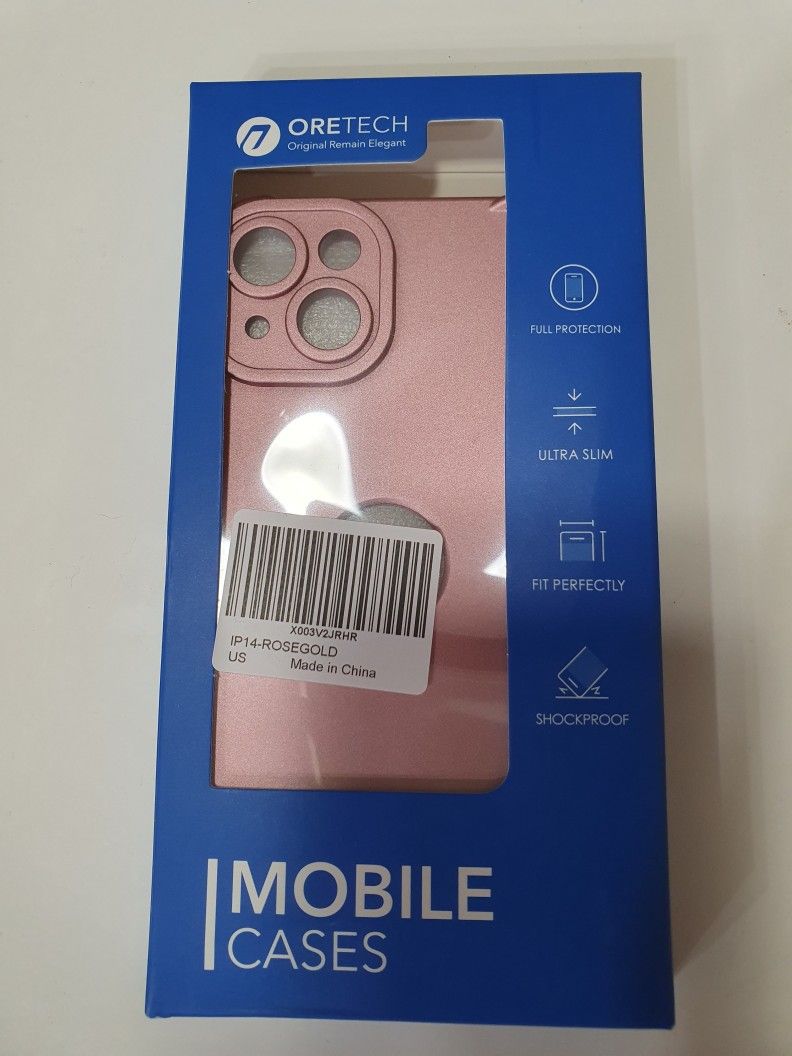 ORETECH
Original Remain Elegant
FULL PROTECTION
ULTRA SLIM
FIT PERFECTLY
SHOCKPROOF
X003V2JRHR
IP14-ROSEGOLD
US Made in China
MOBILE
CASES